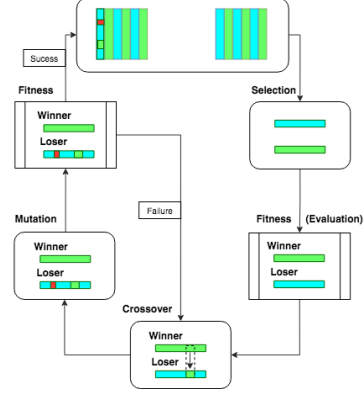 Sucess
Fitness
Winner
Loser
Selection
Failure
Mutation
Winner
Loser
Fitness (Evaluation)
Winner
Loser
Crossover
Winner
Loser